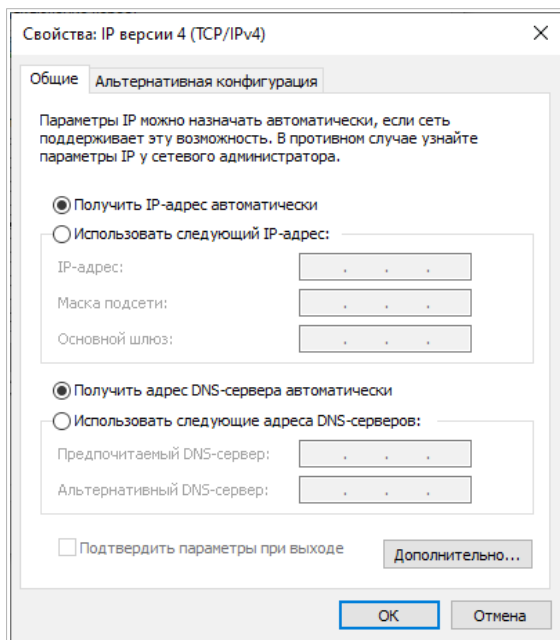 Свойства: IP версии 4 (TCP/IPv4)
Общие
Альтернативная конфигурация
Параметры IP можно назначать автоматически, если сеть
поддерживает эту возможность. В противном случае узнайте
параметры IP у сетевого администратора.
Получить IP-адрес автоматически
Использовать следующий IP-адрес:
IP-адрес:
Маска подсети:
Основной шлюз:
Получить адрес DNS-сервера автоматически
Использовать следующие адреса DNS-серверов:
Предпочитаемый DNS-сервер:
Альтернативный DNS-сервер:
Подтвердить параметры при выходе
Дополнительно...
OK
Отмена